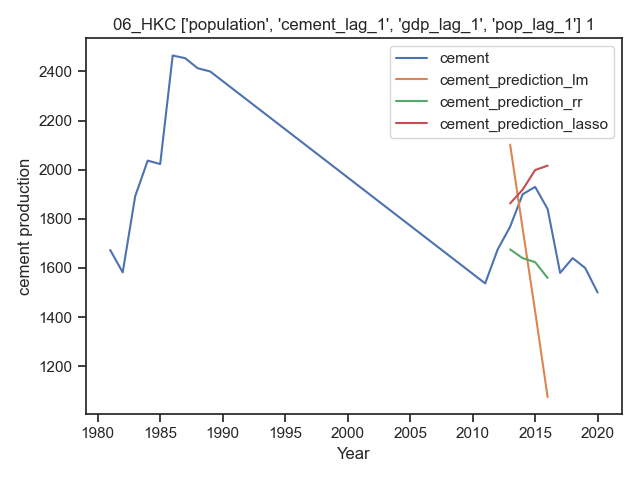 06_HKC ['population', 'cement_lag_1', 'gdp_lag_1', 'pop_lag_1'] 1
cement
cement_prediction_lm
cement_prediction_rr
cement_prediction_lasso
cement production
2400
2200
2000
1800
1600
1400
1200
1980 1985 1990 1995 2000 2005 2010 2015 2020
Year